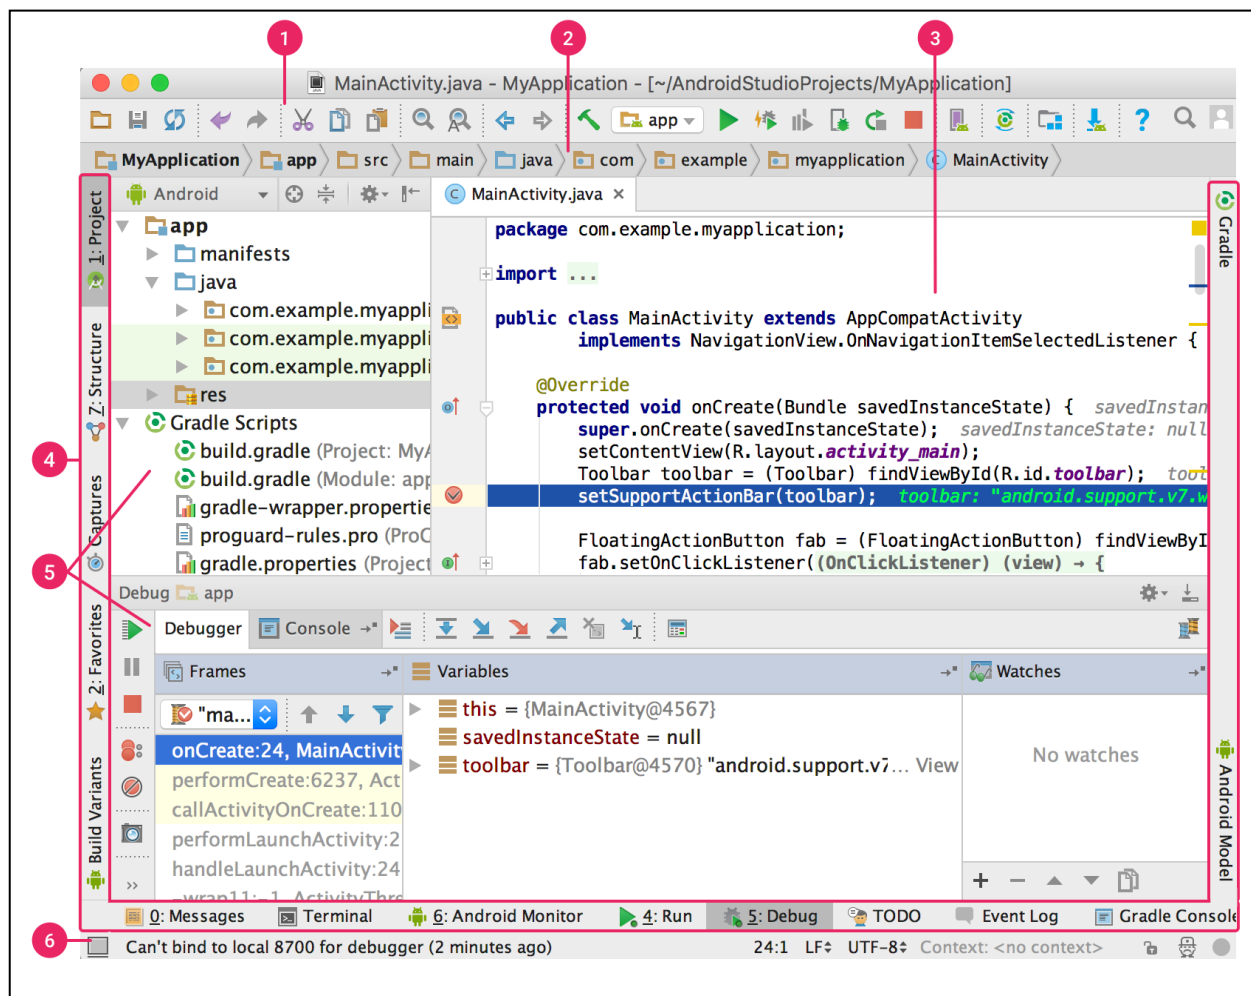 1
2
3
MainActivity.java - MyApplication - [~/AndroidStudioProjects/MyApplication]
app
?
MyApplication
app
src
main
java
com
example
myapplication
C MainActivity
1: Project
Z: Structure
Captures
2: Favorites
Build Variants
Android
app
manifests
java
com.example.myappli
com.example.myappli
com.example.myappli
res
Gradle Scripts
build.gradle (Project: MyA
build.gradle (Module: app
gradle-wrapper.propertie
proguard-rules.pro (ProC
gradle.properties (Project
C MainActivity.java ×
package com.example.myapplication;
import ...
public class MainActivity extends AppCompatActivity
implements NavigationView.OnNavigationItemSelectedListener {
@Override
protected void onCreate(Bundle savedInstanceState) { savedInstan
super.onCreate(savedInstanceState); savedInstanceState: null
setContentView(R.layout.activity_main);
Toolbar toolbar = (Toolbar) findViewById(R.id.toolbar); tool
setSupportActionBar(toolbar); toolbar: "android.support.v7.w
FloatingActionButton fab = (FloatingActionButton) findViewByI
fab.setOnClickListener((OnClickListener) (view) → {
Gradle
Android Model
4
5
Debug app
Debugger
Console
Frames
Variables
Watches
"ma...
onCreate:24, MainActivit
performCreate:6237, Act
callActivityOnCreate:110
performLaunchActivity:2
handleLaunchActivity:24
-wrap11:-1, ActivityThre
this = {MainActivity@4567}
savedInstanceState = null
toolbar = {Toolbar@4570} "android.support.v7... View
No watches
0: Messages
Terminal
6: Android Monitor
4: Run
5: Debug
TODO
Event Log
Gradle Console
6
Can't bind to local 8700 for debugger (2 minutes ago)
24:1 LF UTF-8 Context: <no context>